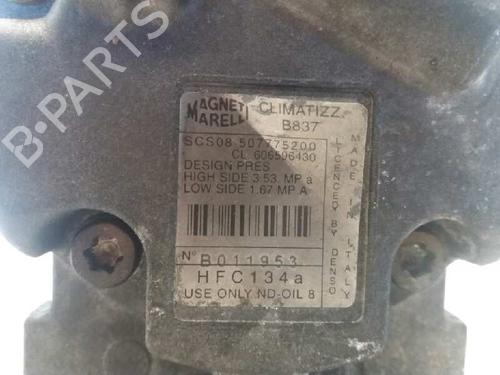 MAGNETI CLIMATIZZ.
MARELLI B837
SCS08 507775200
CL. 606596430
DESIGN PRES
HIGH SIDE 3.53. MP a
LOW SIDE 1.67 MP.A
N° B011953
HFC134a
USE ONLY ND-OIL 8
MADE IN ITALY
LICENCED BY DENSO
B-PARTS